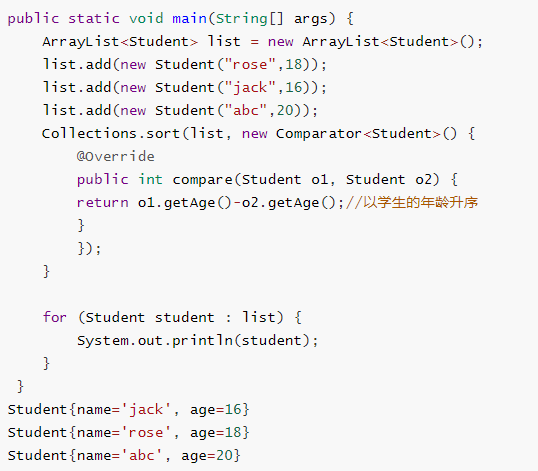 public static void main(String[] args) {
    ArrayList<Student> list = new ArrayList<Student>();
    list.add(new Student("rose",18));
    list.add(new Student("jack",16));
    list.add(new Student("abc",20));
    Collections.sort(list, new Comparator<Student>() {
        @Override
        public int compare(Student o1, Student o2) {
        return o1.getAge()-o2.getAge();//以学生的年龄升序
        }
        });
    }

    for (Student student : list) {
        System.out.println(student);
    }
 }
Student{name='jack', age=16}
Student{name='rose', age=18}
Student{name='abc', age=20}